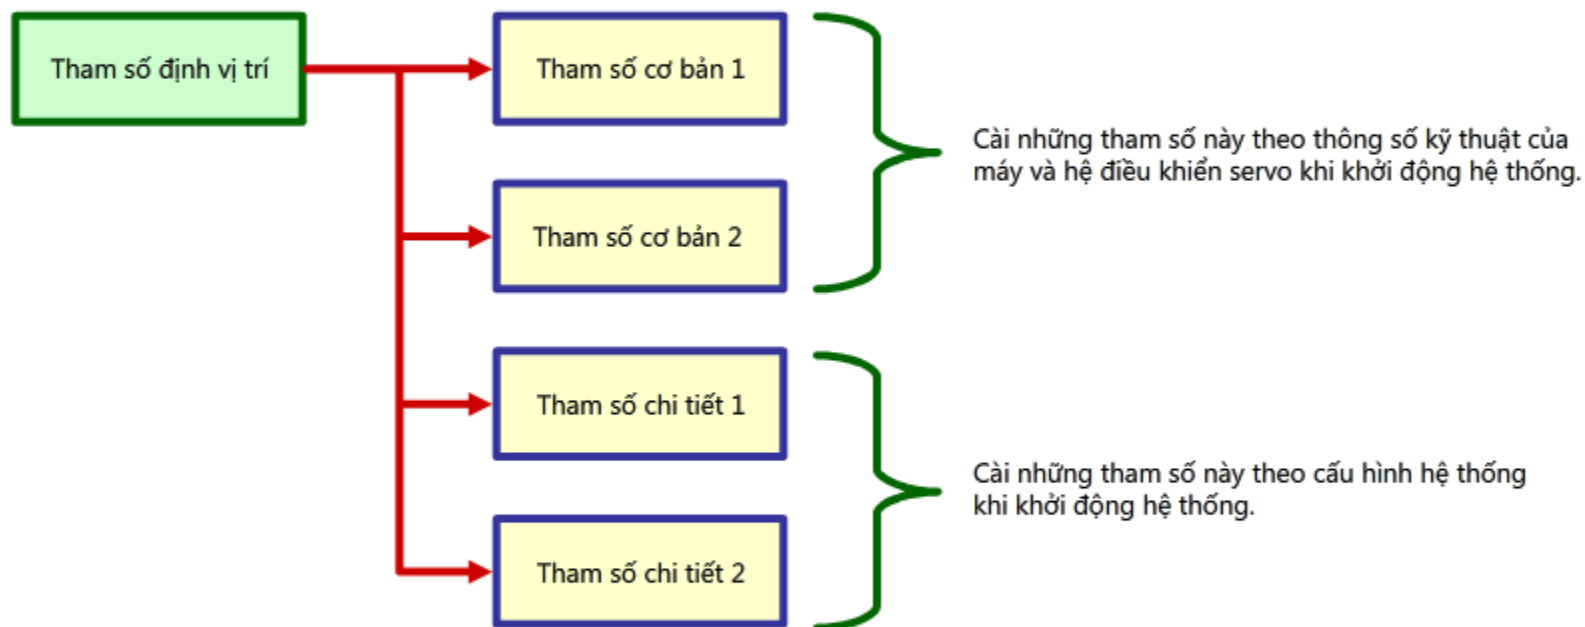 Tham số định vị trí
Tham số cơ bản 1
Cài những tham số này theo thông số kỹ thuật của
máy và hệ điều khiển servo khi khởi động hệ thống.
Tham số cơ bản 2
Tham số chi tiết 1
Cài những tham số này theo cấu hình hệ thống
khi khởi động hệ thống.
Tham số chi tiết 2